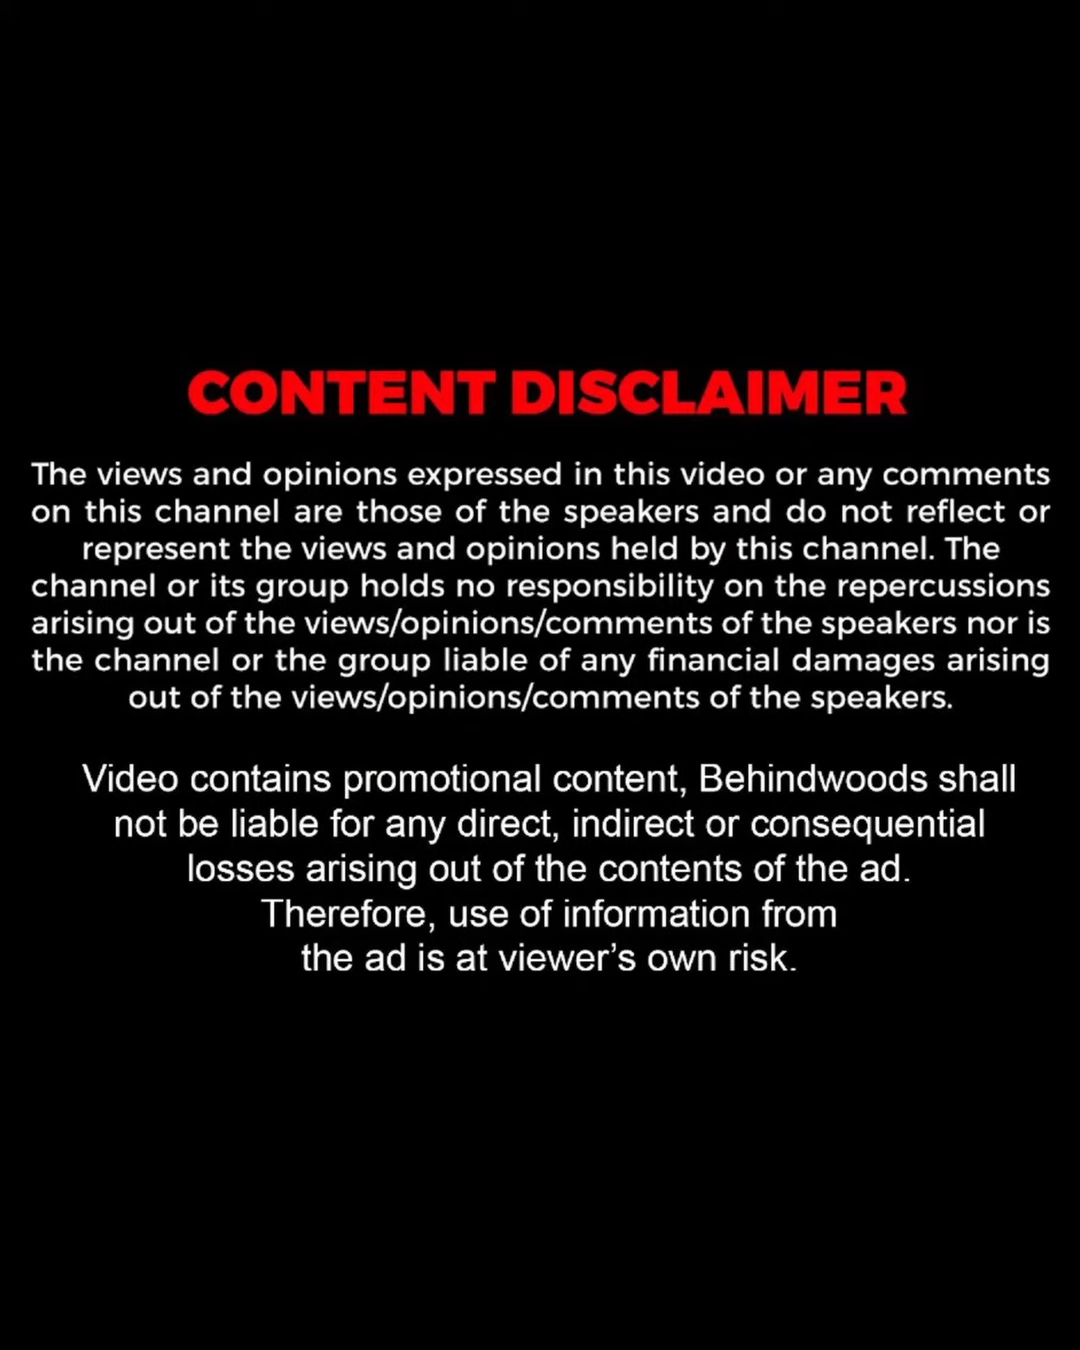 CONTENT DISCLAIMER
The views and opinions expressed in this video or any comments
on this channel are those of the speakers and do not reflect or
represent the views and opinions held by this channel. The
channel or its group holds no responsibility on the repercussions
arising out of the views/opinions/comments of the speakers nor is
the channel or the group liable of any financial damages arising
out of the views/opinions/comments of the speakers.
Video contains promotional content, Behindwoods shall
not be liable for any direct, indirect or consequential
losses arising out of the contents of the ad.
Therefore, use of information from
the ad is at viewer’s own risk.